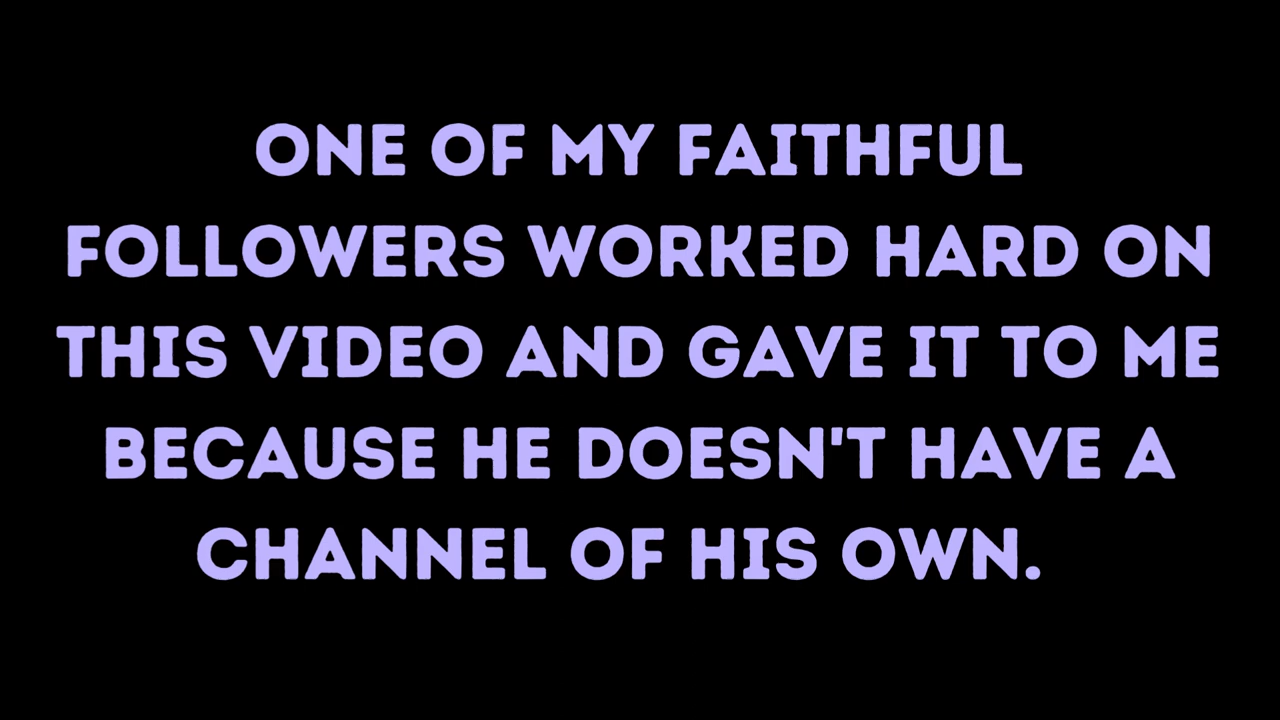 ONE OF MY FAITHFUL
FOLLOWERS WORKED HARD ON
THIS VIDEO AND GAVE IT TO ME
BECAUSE HE DOESN'T HAVE A
CHANNEL OF HIS OWN.